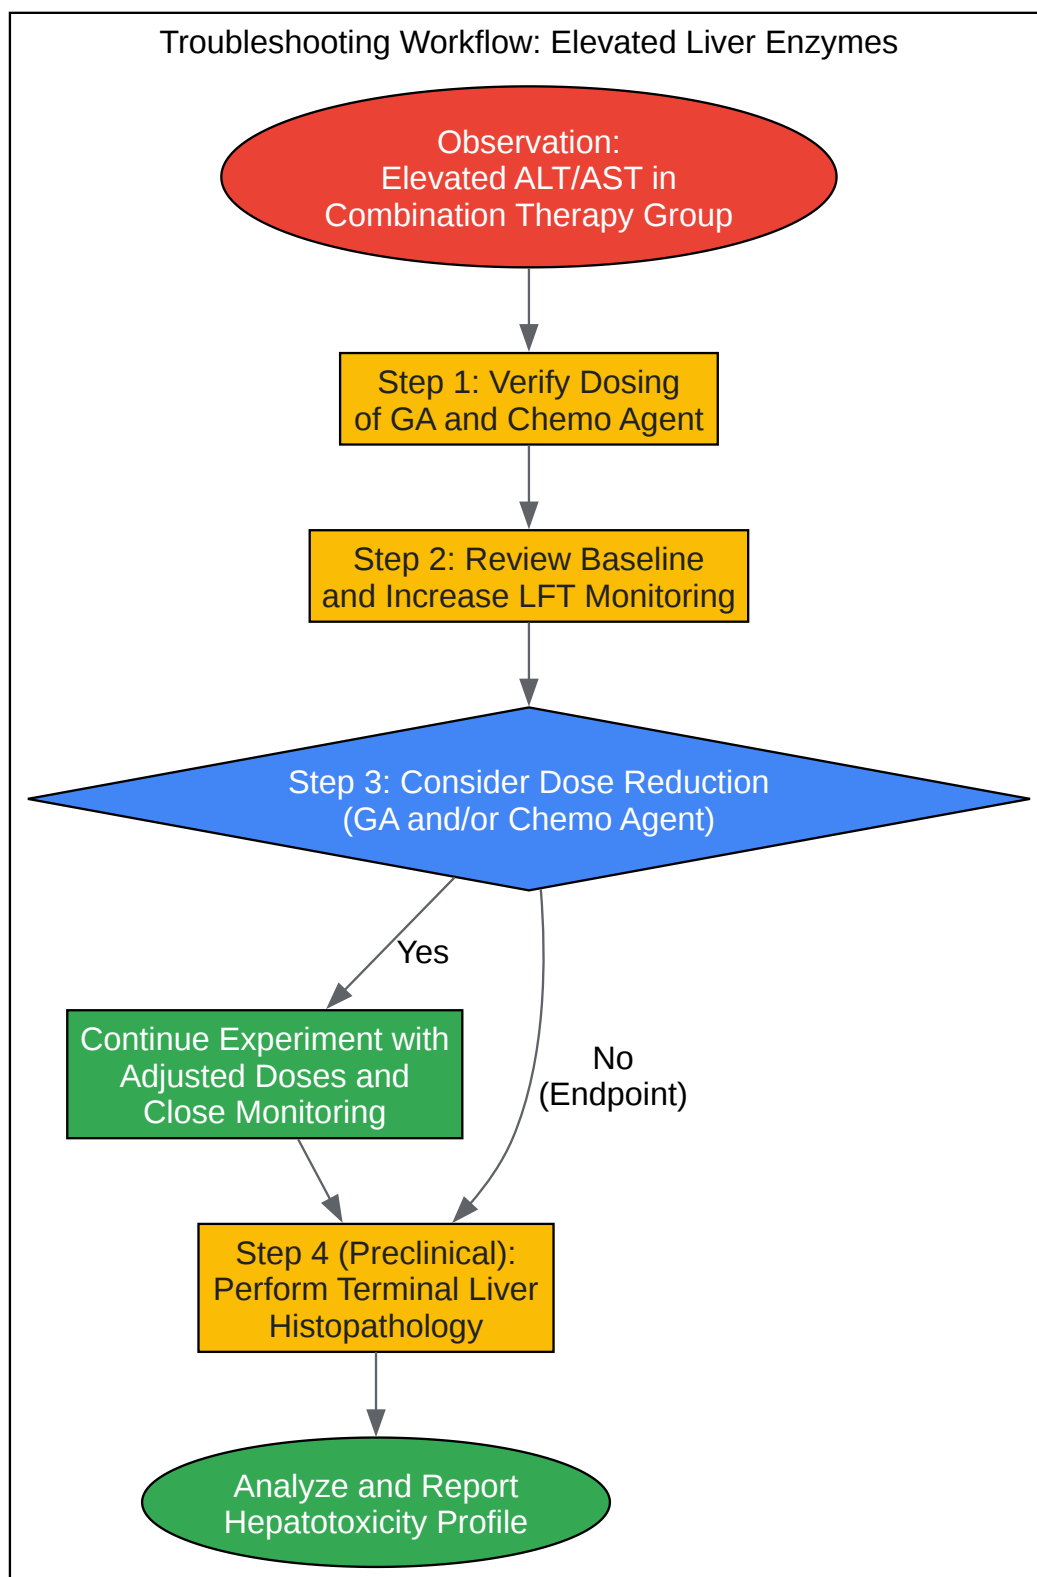 Troubleshooting Workflow: Elevated Liver Enzymes
Observation:
Elevated ALT/AST in
Combination Therapy Group
Step 1: Verify Dosing
of GA and Chemo Agent
Step 2: Review Baseline
and Increase LFT Monitoring
Step 3: Consider Dose Reduction
(GA and/or Chemo Agent)
Yes
Continue Experiment with
Adjusted Doses and
Close Monitoring
No
(Endpoint)
Step 4 (Preclinical):
Perform Terminal Liver
Histopathology
Analyze and Report
Hepatotoxicity Profile